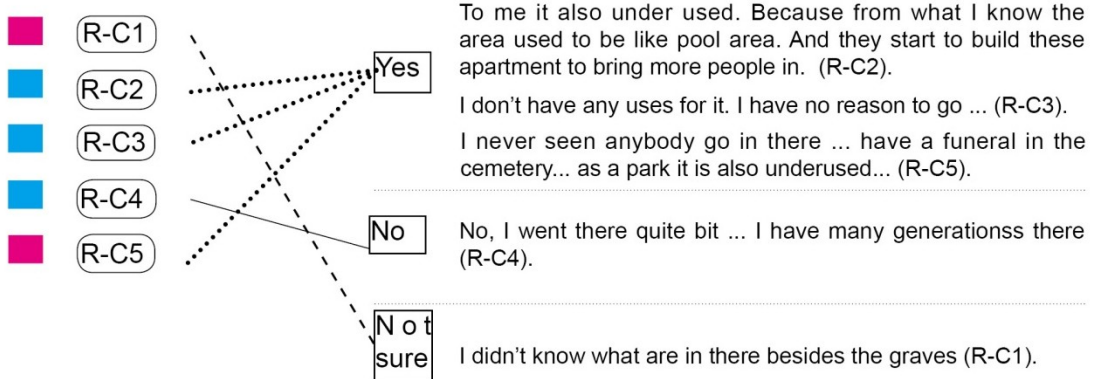 R-C1
R-C2
R-C3
R-C4
R-C5
Yes
To me it also under used. Because from what I know the
area used to be like pool area. And they start to build these
apartment to bring more people in. (R-C2).
I don't have any uses for it. I have no reason to go ... (R-C3).
I never seen anybody go in there ... have a funeral in the
cemetery... as a park it is also underused... (R-C5).
No
No, I went there quite bit ... I have many generationss there
(R-C4).
Not
sure
I didn't know what are in there besides the graves (R-C1).